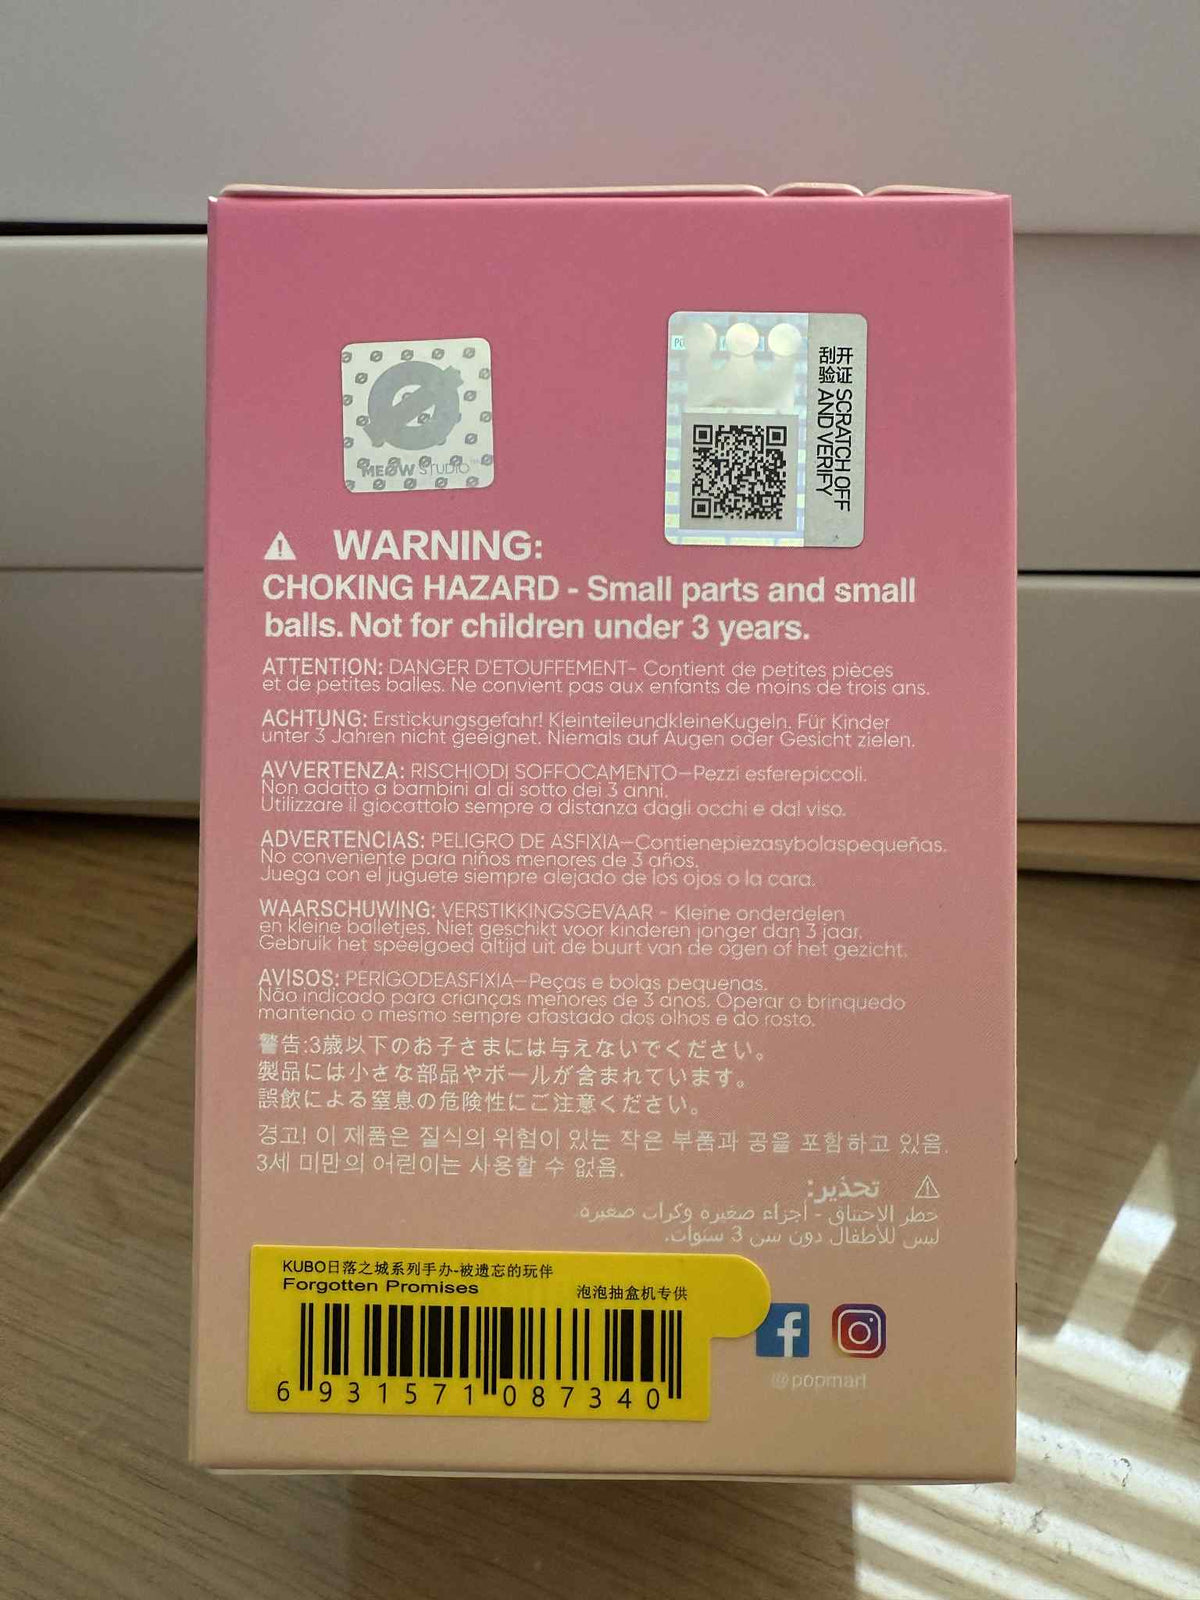 MEOW STUDIO
PO
开 证 SCRATCH OFF
刮 验 AND VERIFY
WARNING:
CHOKING HAZARD - Small parts and small
balls. Not for children under 3 years.
ATTENTION: DANGER D'ETOUFFEMENT- Contient de petites pièces
et de petites balles. Ne convient pas aux enfants de moins de trois ans.
ACHTUNG: Erstickungsgefahr! KleinteileundkleineKugeln. Für Kinder
unter 3 Jahren nicht geeignet. Niemals auf Augen oder Gesicht zielen.
AVVERTENZA: RISCHIODI SOFFOCAMENTO—Pezzi esferepiccoli.
Non adatto a bambini al di sotto dei 3 anni.
Utilizzare il giocattolo sempre a distanza dagli occhi e dal viso.
ADVERTENCIAS: PELIGRO DE ASFIXIA—Contienepiezasybolaspequeñas.
No conveniente para niños menores de 3 años.
Juega con el juguete siempre alejado de los ojos o la cara.
WAARSCHUWING: VERSTIKKINGSGEVAAR - Kleine onderdelen
en kleine balletjes. Niet geschikt voor kinderen jonger dan 3 jaar.
Gebruik het speelgoed altijd uit de buurt van de ogen of het gezicht.
AVISOS: PERIGODEASFIXIA—Peças e bolas pequenas.
Não indicado para crianças menores de 3 anos. Operar o brinquedo
mantendo o mesmo sempre afastado dos olhos e do rosto.
警告:3歳以下のお子さまには与えないでください。
製品には小さな部品やボールが含まれています。
誤飲による窒息の危険性にご注意ください。
경고! 이 제품은 질식의 위험이 있는 작은 부품과 공을 포함하고 있음.
3세 미만의 어린이는 사용할 수 없음.
تحذير:
خطر الاختناق - أجزاء صغيرة وكرات صغيرة
ليس للأطفال دون سن 3 سنوات.
KUBO日落之城系列手办-被遗忘的玩伴
Forgotten Promises
泡泡抽盒机专供
6 931571 087340
@popmart